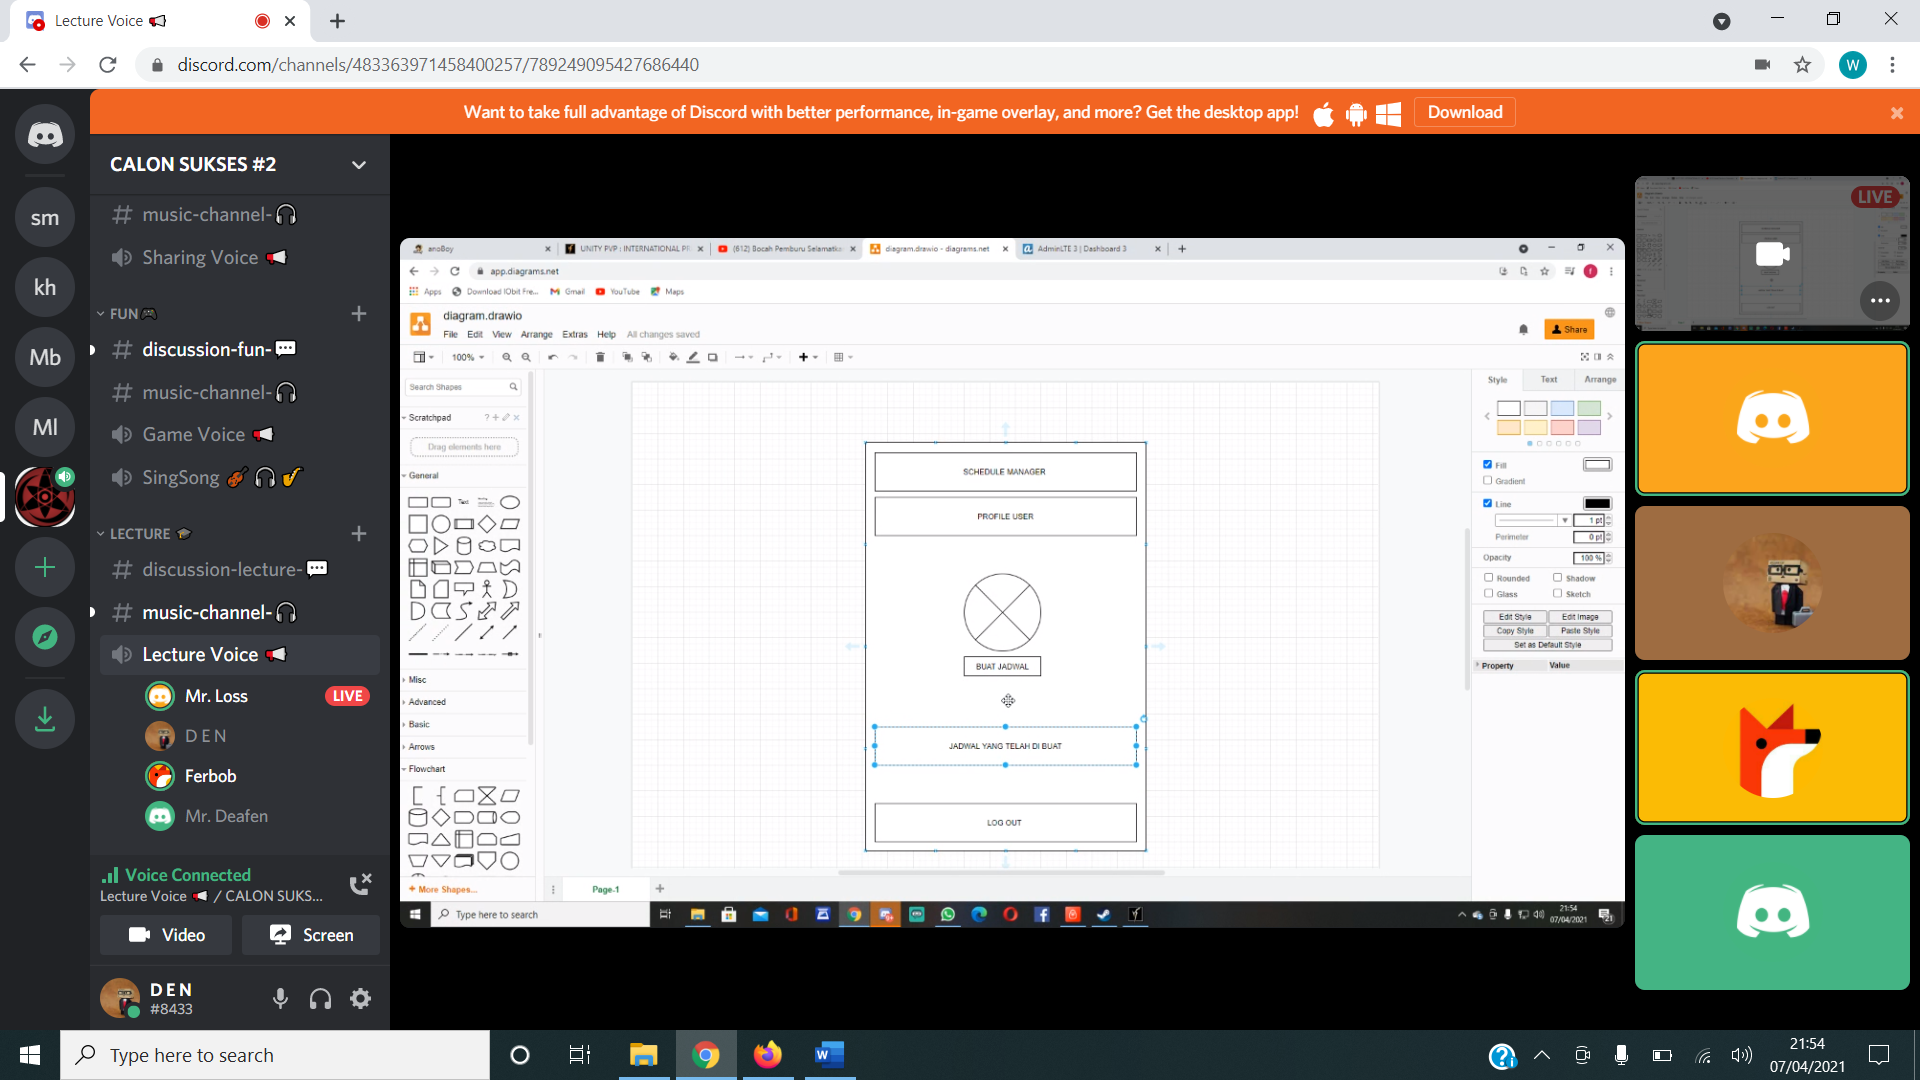 Lecture Voice
discord.com/channels/483363971458400257/789249095427686440
W
Want to take full advantage of Discord with better performance, in-game overlay, and more? Get the desktop app!
Download
CALON SUKSES #2
music-channel-
Sharing Voice
FUN
discussion-fun-
music-channel-
Game Voice
SingSong
LECTURE
discussion-lecture-
music-channel-
Lecture Voice
Mr. Loss
LIVE
D E N
Ferbob
Mr. Deafen
Voice Connected
Lecture Voice / CALON SUKS...
Video
Screen
D E N
#8433
sm
kh
Mb
Ml
anoBoy
UNITY PVP : INTERNATIONAL
(612) Bocah Pemburu Selamatka
diagram.drawio - diagrams.net
AdminLTE 3 | Dashboard 3
app.diagrams.net
f
Apps
Download IObit Fre...
Gmail
YouTube
Maps
diagram.drawio
File Edit View Arrange Extras Help All changes saved
Share
100%
Search Shapes
Scratchpad
Drag elements here
General
Text
Misc
Advanced
Basic
Arrows
Flowchart
+ More Shapes...
SCHEDULE MANAGER
PROFILE USER
BUAT JADWAL
JADWAL YANG TELAH DI BUAT
LOG OUT
Page-1
Style Text Arrange
Fill
Gradient
Line
1 pt
Perimeter
0 pt
Opacity
100 %
Rounded Shadow
Glass Sketch
Edit Style Edit Image
Copy Style Paste Style
Set as Default Style
Property Value
Type here to search
21:54
07/04/2021
21
LIVE
Type here to search
21:54
07/04/2021